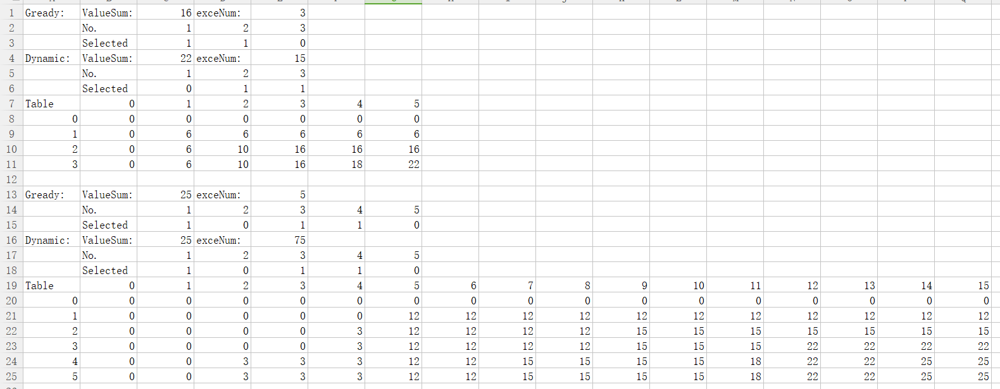 1 Gready: ValueSum: 16 exceNum: 3
2 No. 1 2 3
3 Selected 1 1 0
4 Dynamic: ValueSum: 22 exceNum: 15
5 No. 1 2 3
6 Selected 0 1 1
7 Table 0 1 2 3 4 5
8 0 0 0 0 0 0 0
9 1 0 6 6 6 6 6
10 2 0 6 10 16 16 16
11 3 0 6 10 16 18 22
12
13 Gready: ValueSum: 25 exceNum: 5
14 No. 1 2 3 4 5
15 Selected 1 0 1 1 0
16 Dynamic: ValueSum: 25 exceNum: 75
17 No. 1 2 3 4 5
18 Selected 1 0 1 1 0
19 Table 0 1 2 3 4 5 6 7 8 9 10 11 12 13 14 15
20 0 0 0 0 0 0 0 0 0 0 0 0 0 0 0 0 0
21 1 0 0 0 0 0 12 12 12 12 12 12 12 12 12 12 12
22 2 0 0 0 0 3 12 12 12 12 15 15 15 15 15 15 15
23 3 0 0 0 0 3 12 12 12 12 15 15 15 22 22 22 22
24 4 0 0 3 3 3 12 12 15 15 15 15 18 22 22 25 25
25 5 0 0 3 3 3 12 12 15 15 15 15 18 22 22 25 25